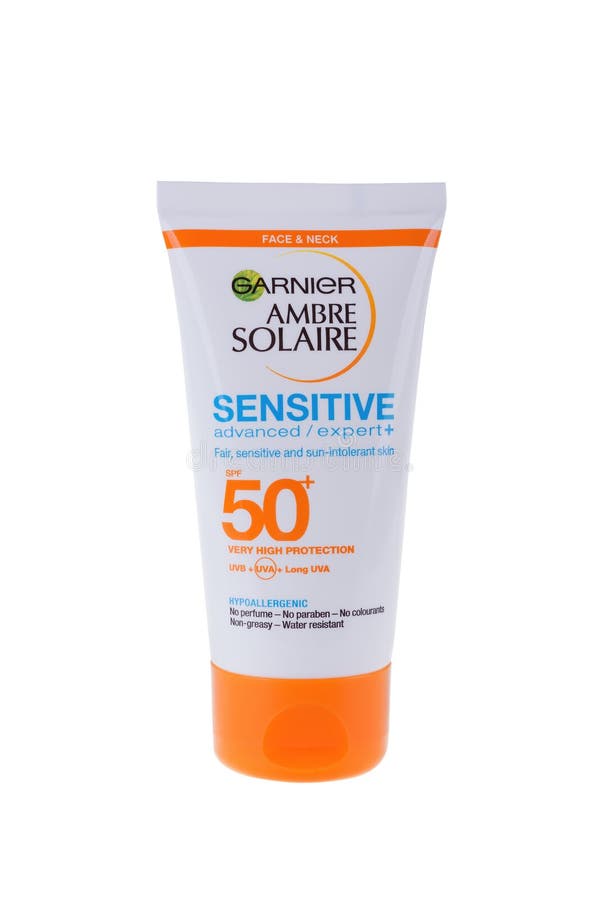 FACE & NECK
GARNIER
AMBRE
SOLAIRE
SENSITIVE
advanced / expert+
Fair, sensitive and sun-intolerant skin
SPF
50+
VERY HIGH PROTECTION
UVB + UVA + Long UVA
HYPOALLERGENIC
No perfume – No paraben – No colourants
Non-greasy – Water resistant